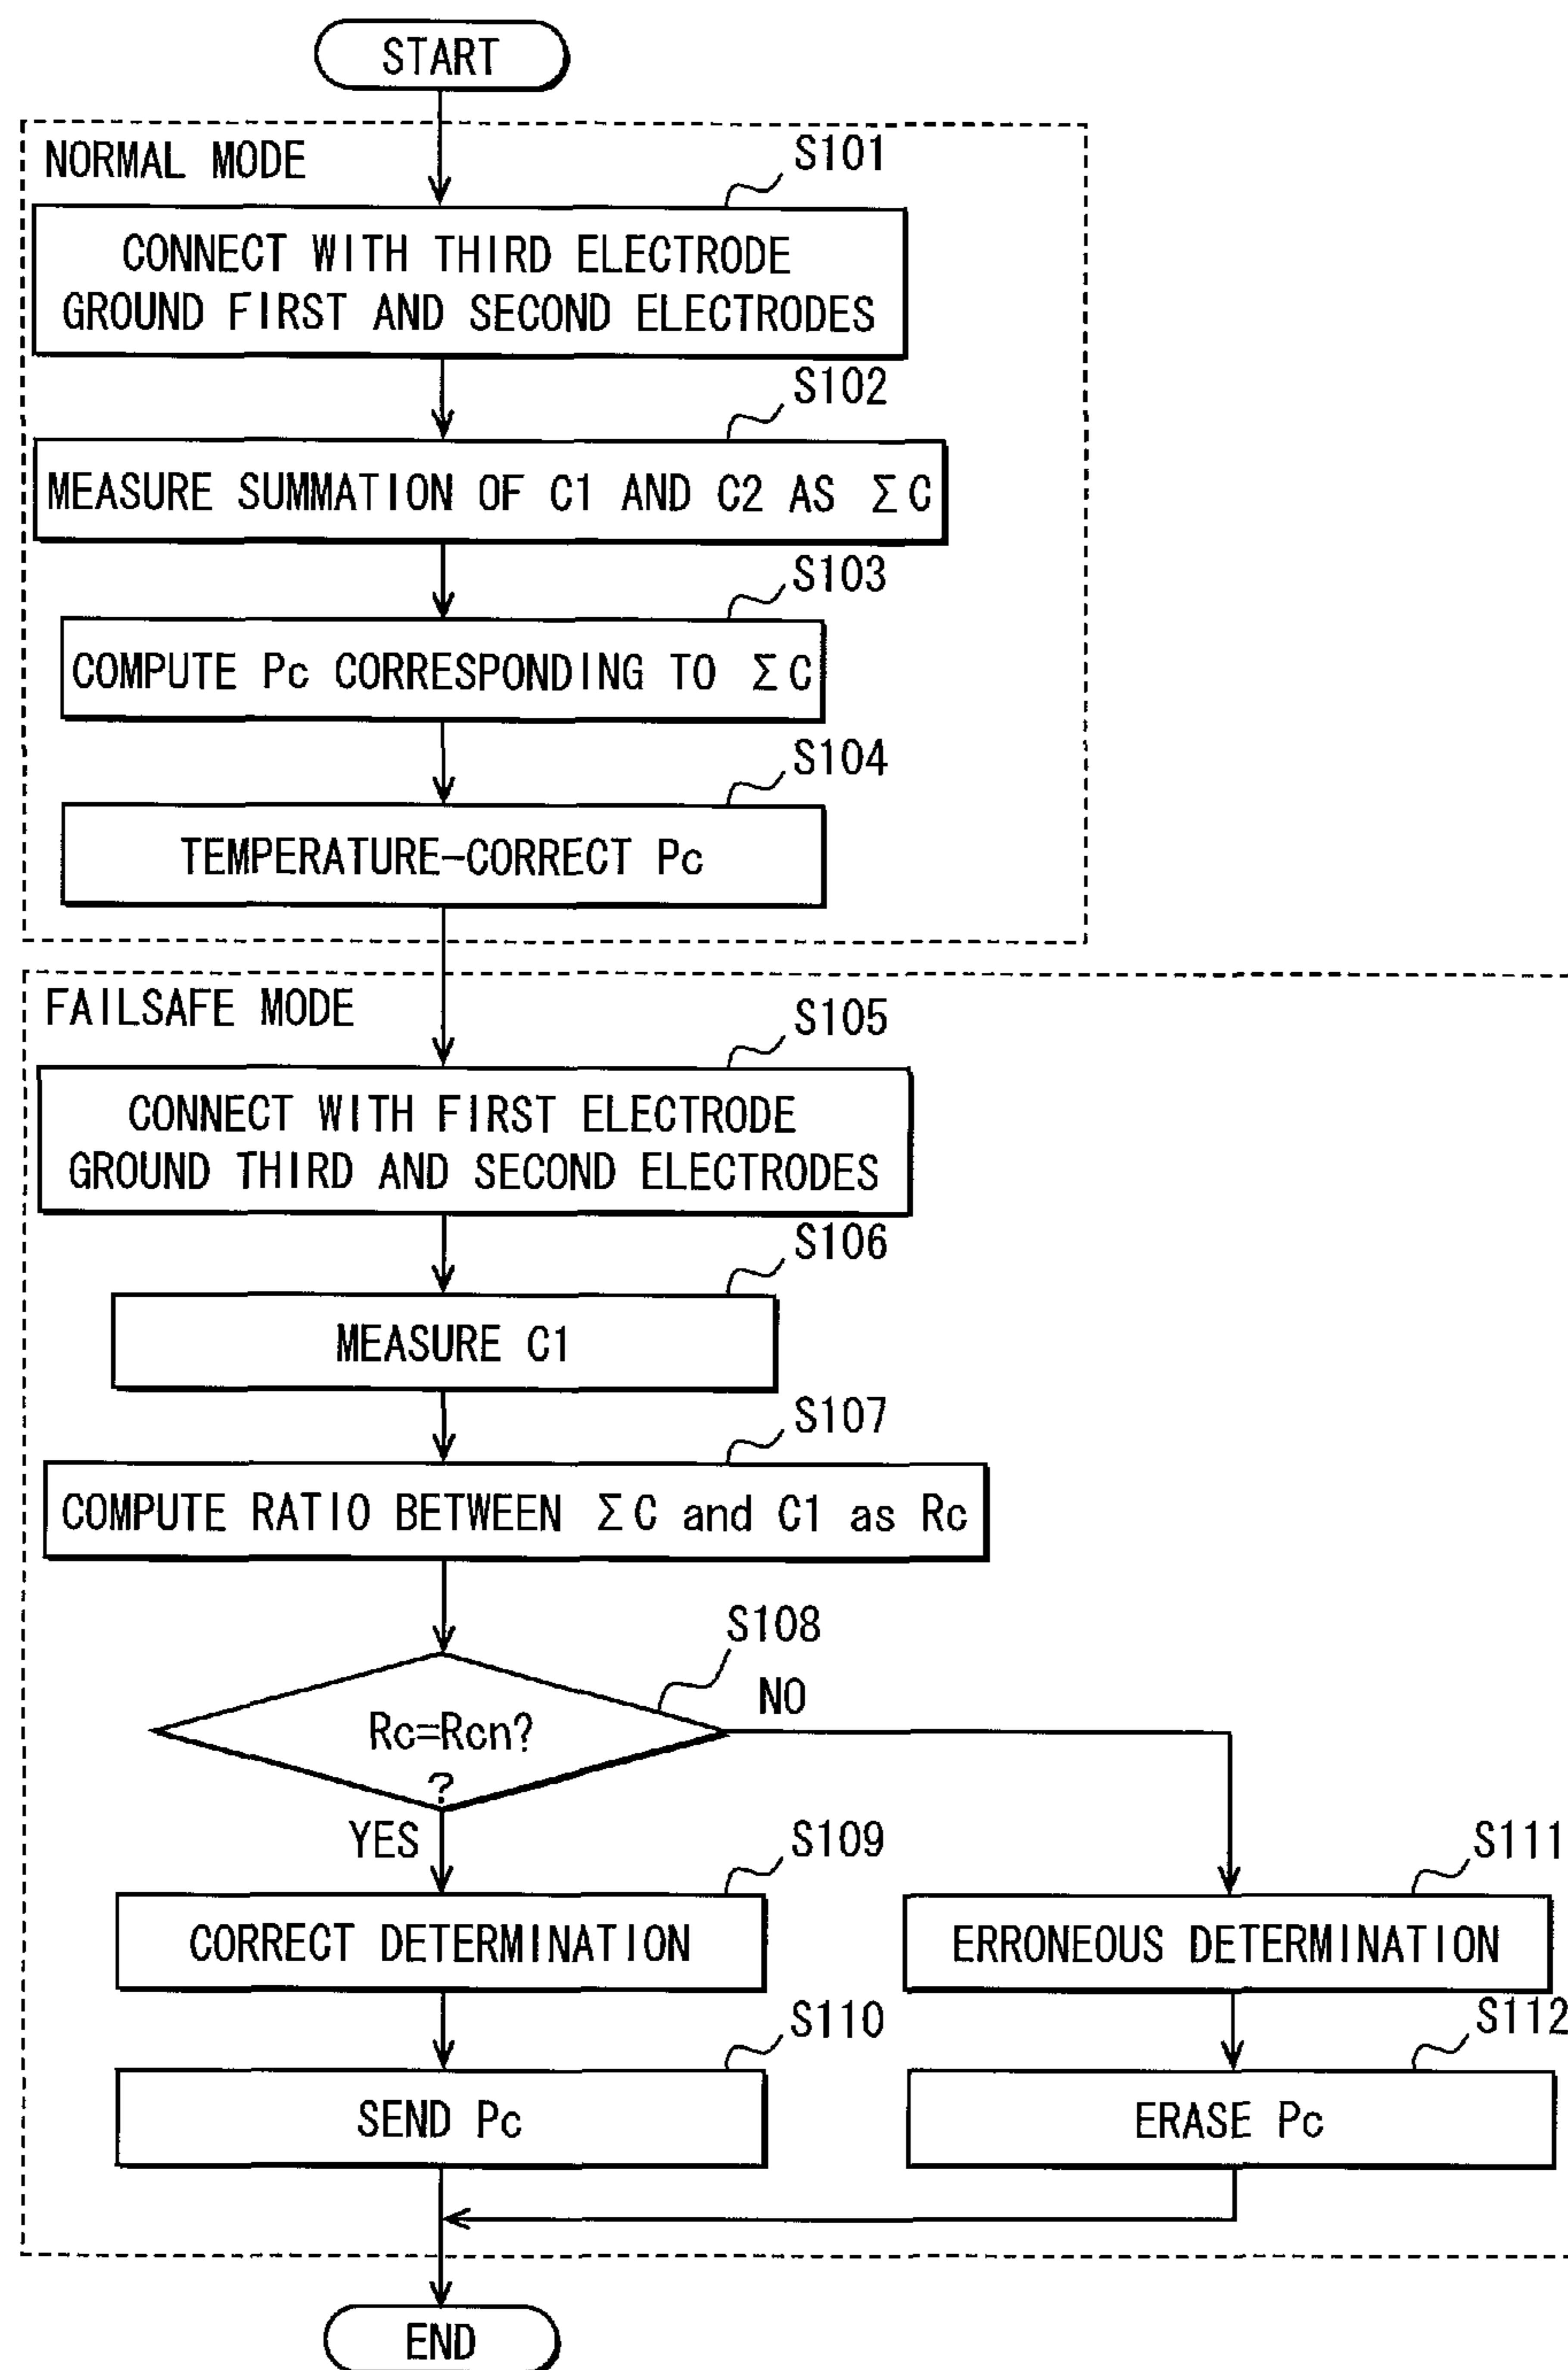 START
NORMAL MODE
S101
CONNECT WITH THIRD ELECTRODE
GROUND FIRST AND SECOND ELECTRODES
S102
MEASURE SUMMATION OF C1 AND C2 AS ΣC
S103
COMPUTE Pc CORRESPONDING TO ΣC
S104
TEMPERATURE-CORRECT Pc
FAILSAFE MODE
S105
CONNECT WITH FIRST ELECTRODE
GROUND THIRD AND SECOND ELECTRODES
S106
MEASURE C1
S107
COMPUTE RATIO BETWEEN ΣC and C1 as Rc
S108
NO
Rc=Rcn?
?
YES
S109
CORRECT DETERMINATION
S111
ERRONEOUS DETERMINATION
S110
SEND Pc
S112
ERASE Pc
END